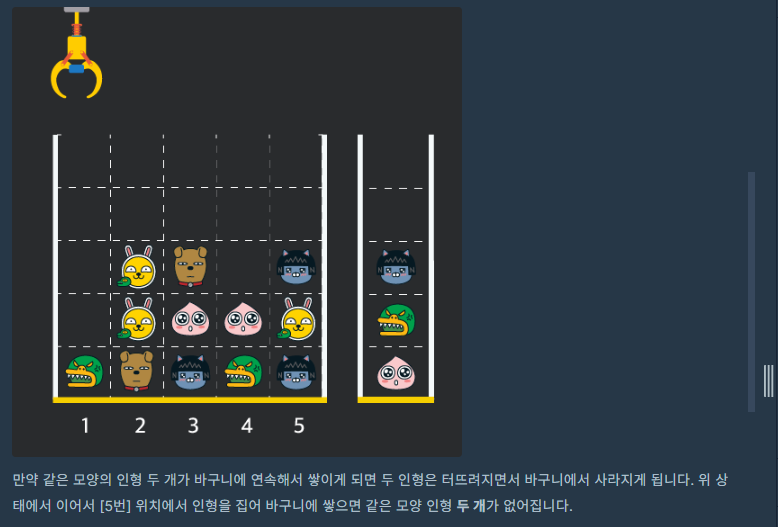 1 2 3 4 5
만약 같은 모양의 인형 두 개가 바구니에 연속해서 쌓이게 되면 두 인형은 터뜨려지면서 바구니에서 사라지게 됩니다. 위 상
태에서 이어서 [5번] 위치에서 인형을 집어 바구니에 쌓으면 같은 모양 인형 두 개가 없어집니다.